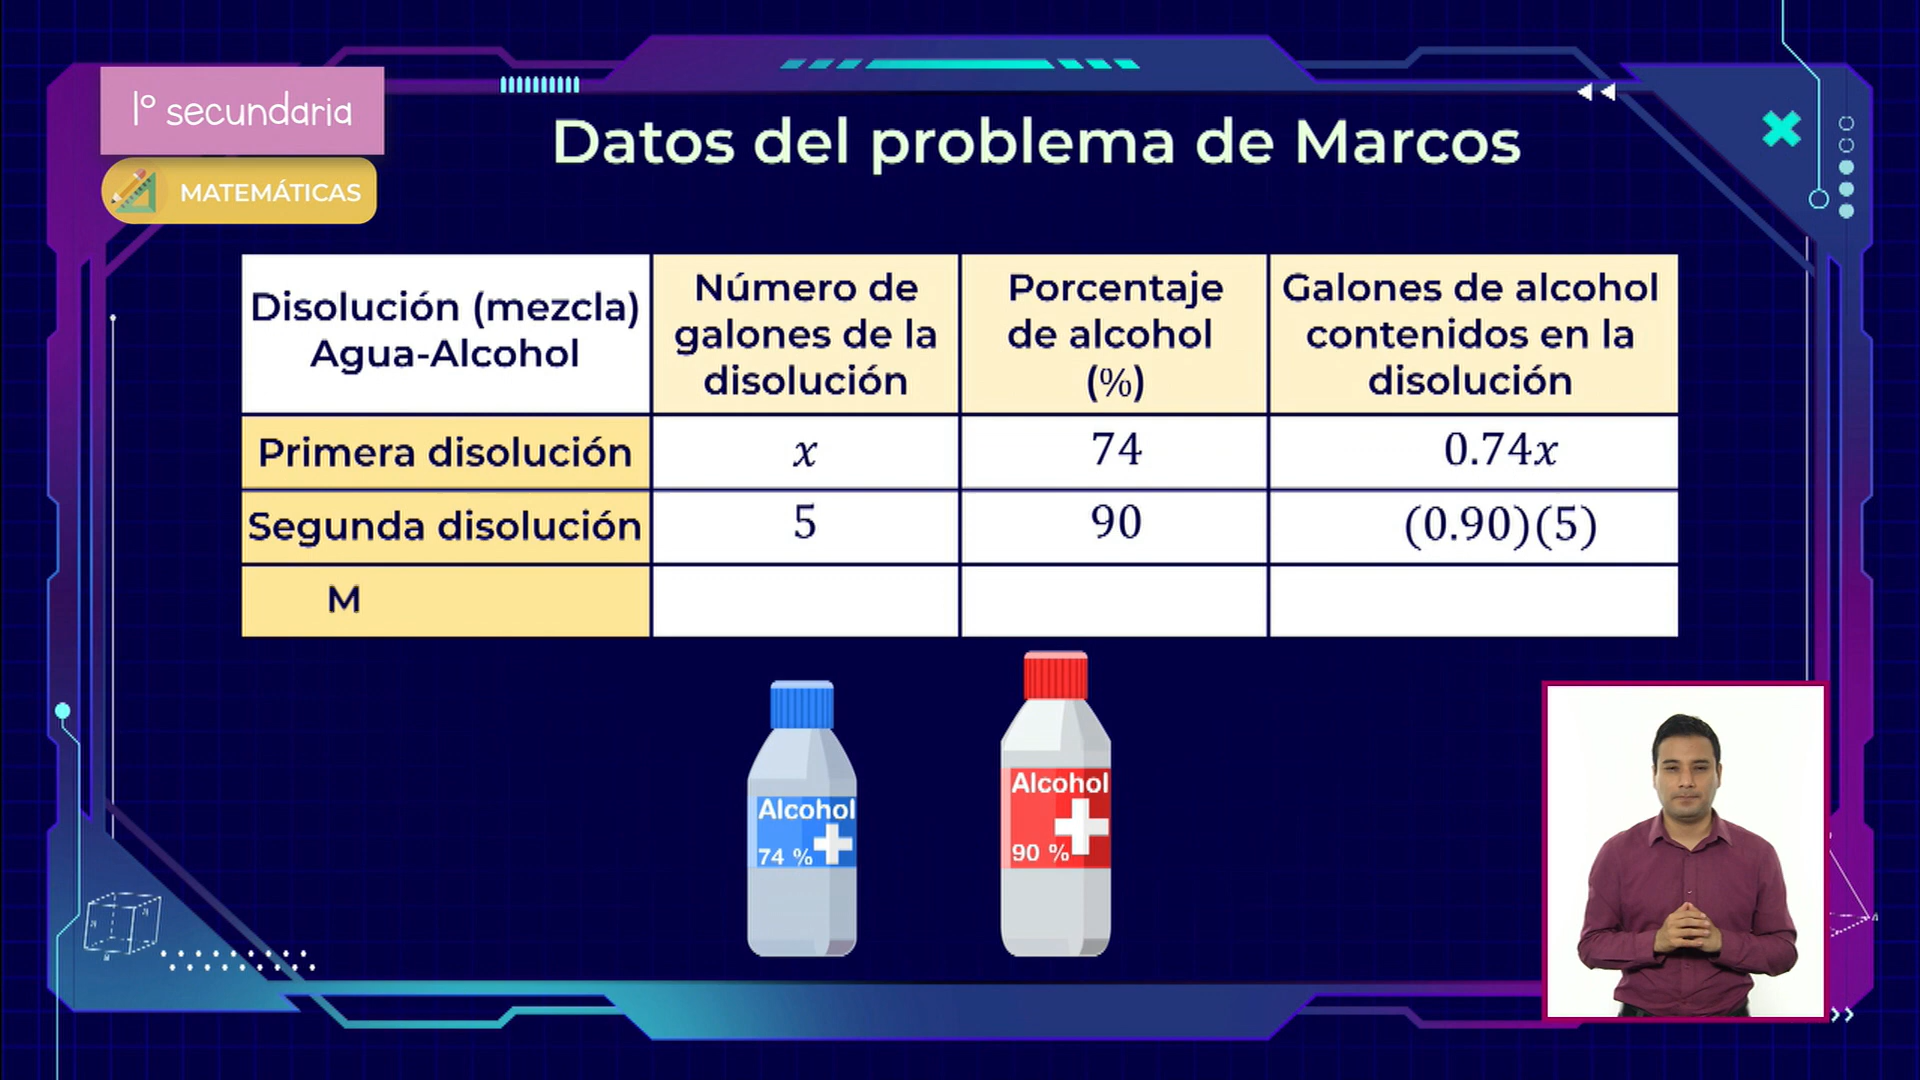 1° secundaria
MATEMÁTICAS
Datos del problema de Marcos
Disolución (mezcla)
Agua-Alcohol
Número de
galones de la
disolución
Porcentaje
de alcohol
(%)
Galones de alcohol
contenidos en la
disolución
Primera disolución
x
74
0.74x
Segunda disolución
5
90
(0.90)(5)
M
Alcohol
74 %
Alcohol
90 %